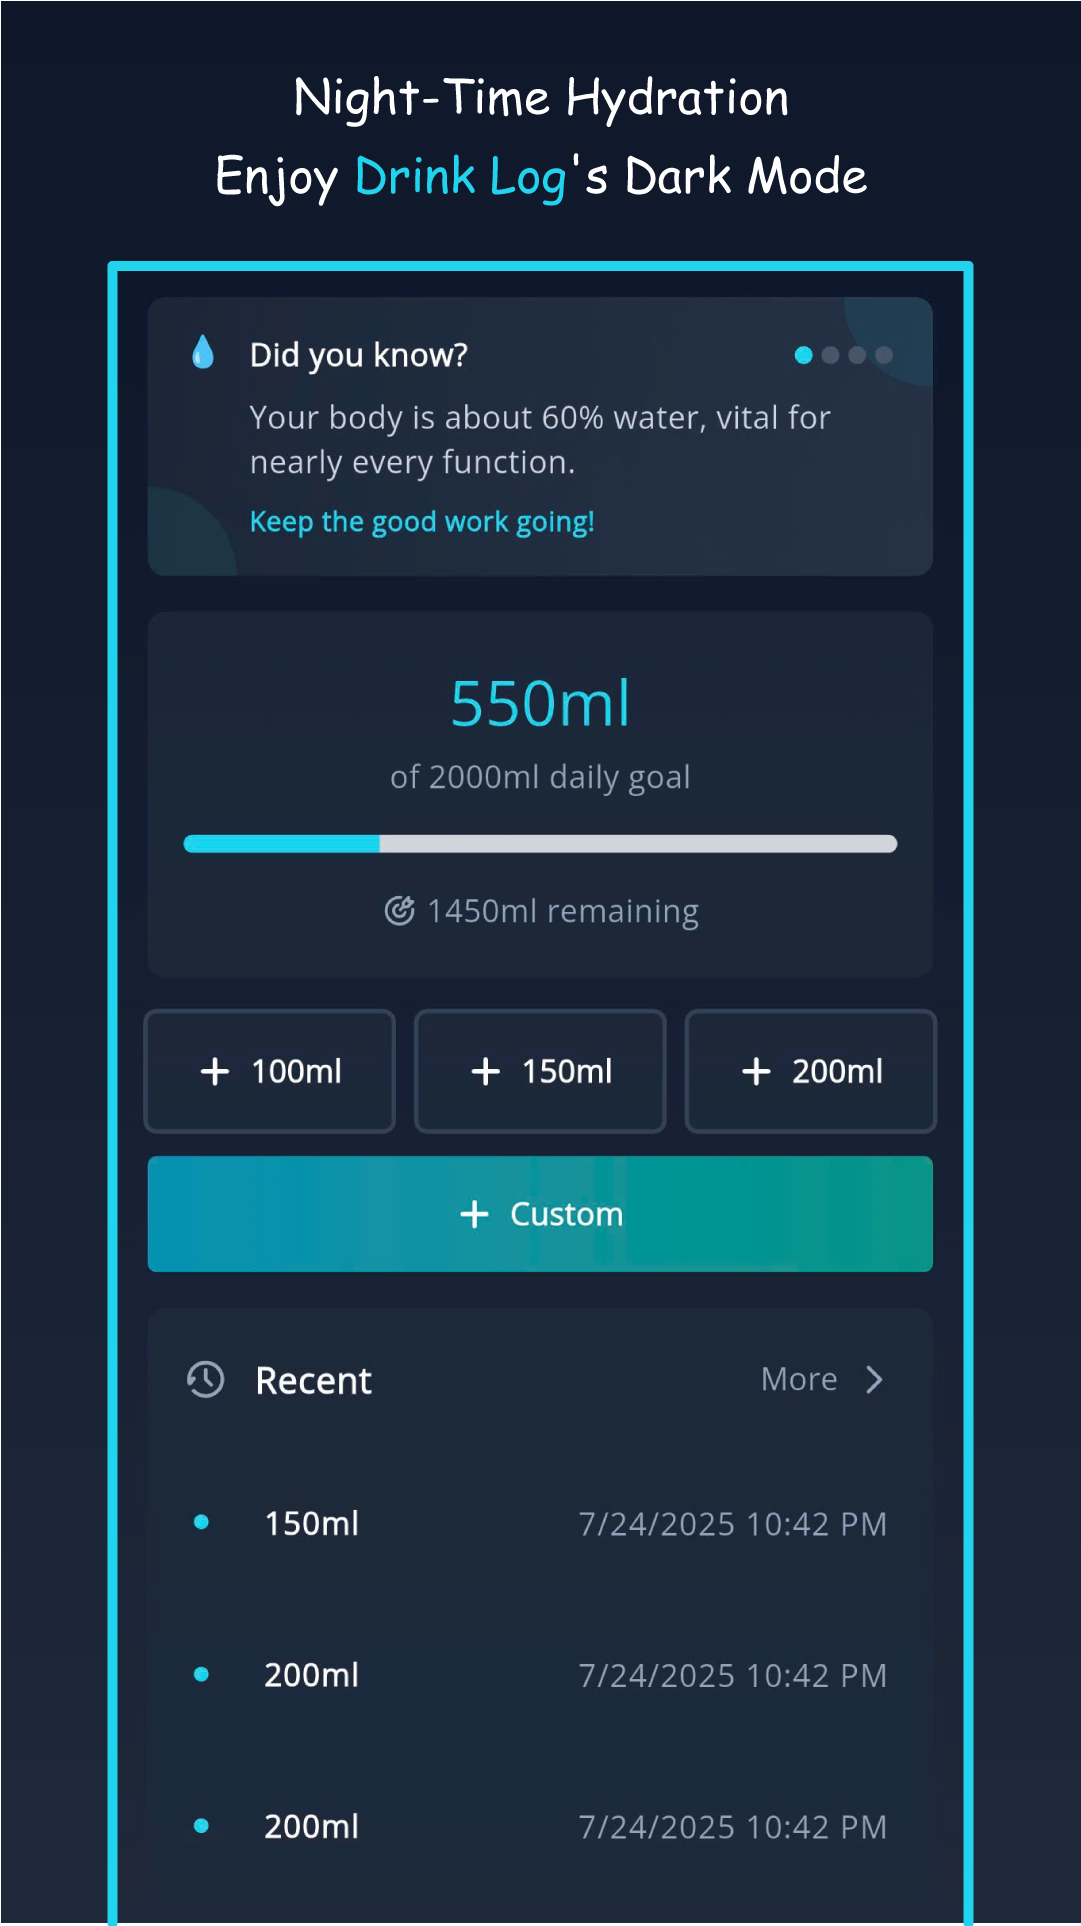 Night-Time Hydration
Enjoy Drink Log's Dark Mode
Did you know?
Your body is about 60% water, vital for
nearly every function.
Keep the good work going!
550ml
of 2000ml daily goal
1450ml remaining
+ 100ml
+ 150ml
+ 200ml
+ Custom
Recent More
150ml 7/24/2025 10:42 PM
200ml 7/24/2025 10:42 PM
200ml 7/24/2025 10:42 PM